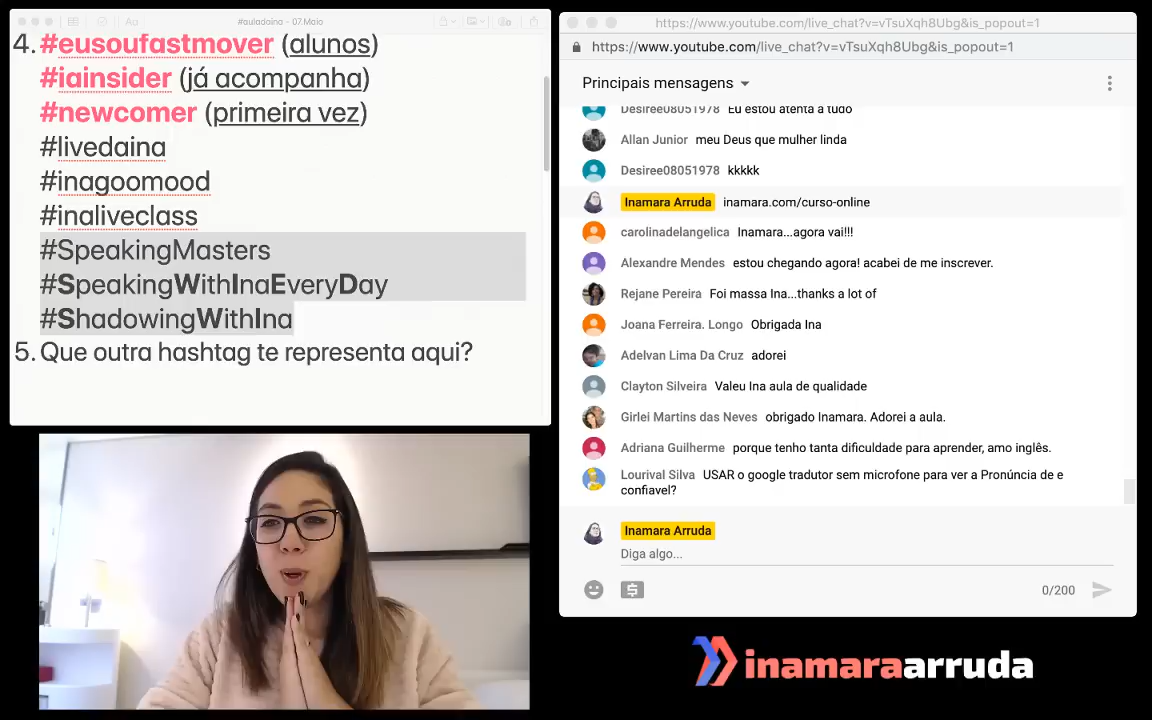 #auladaina - 07.Maio
4. #eusoufastmover (alunos)
#iainsider (já acompanha)
#newcomer (primeira vez)
#livedaina
#inagoomood
#inaliveclass
#SpeakingMasters
#SpeakingWithInaEveryDay
#ShadowingWithIna
5. Que outra hashtag te representa aqui?
https://www.youtube.com/live_chat?v=vTsuXqh8Ubg&is_popout=1
https://www.youtube.com/live_chat?v=vTsuXqh8Ubg&is_popout=1
Principais mensagens
Desiree08051978 Eu estou atenta a tudo
Allan Junior meu Deus que mulher linda
Desiree08051978 kkkkk
Inamara Arruda inamara.com/curso-online
carolinadelangelica Inamara...agora vai!!!
Alexandre Mendes estou chegando agora! acabei de me inscrever.
Rejane Pereira Foi massa Ina...thanks a lot of
Joana Ferreira. Longo Obrigada Ina
Adelvan Lima Da Cruz adorei
Clayton Silveira Valeu Ina aula de qualidade
Girlei Martins das Neves obrigado Inamara. Adorei a aula.
Adriana Guilherme porque tenho tanta dificuldade para aprender, amo inglês.
Lourival Silva USAR o google tradutor sem microfone para ver a Pronúncia de e
confiavel?
Inamara Arruda
Diga algo...
0/200
inamaraarruda